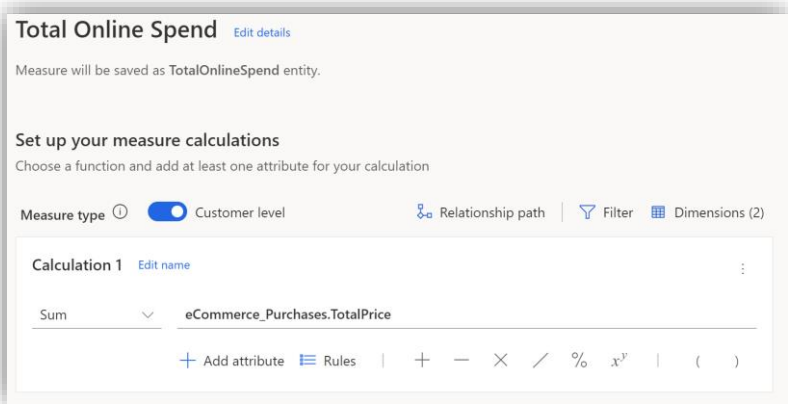 Total Online Spend Edit details
Measure will be saved as TotalOnlineSpend entity.
Set up your measure calculations
Choose a function and add at least one attribute for your calculation
Measure type Customer level Relationship path Filter Dimensions (2)
Calculation 1 Edit name
Sum eCommerce_Purchases.TotalPrice
+ Add attribute Rules + − × / % xʸ ( )